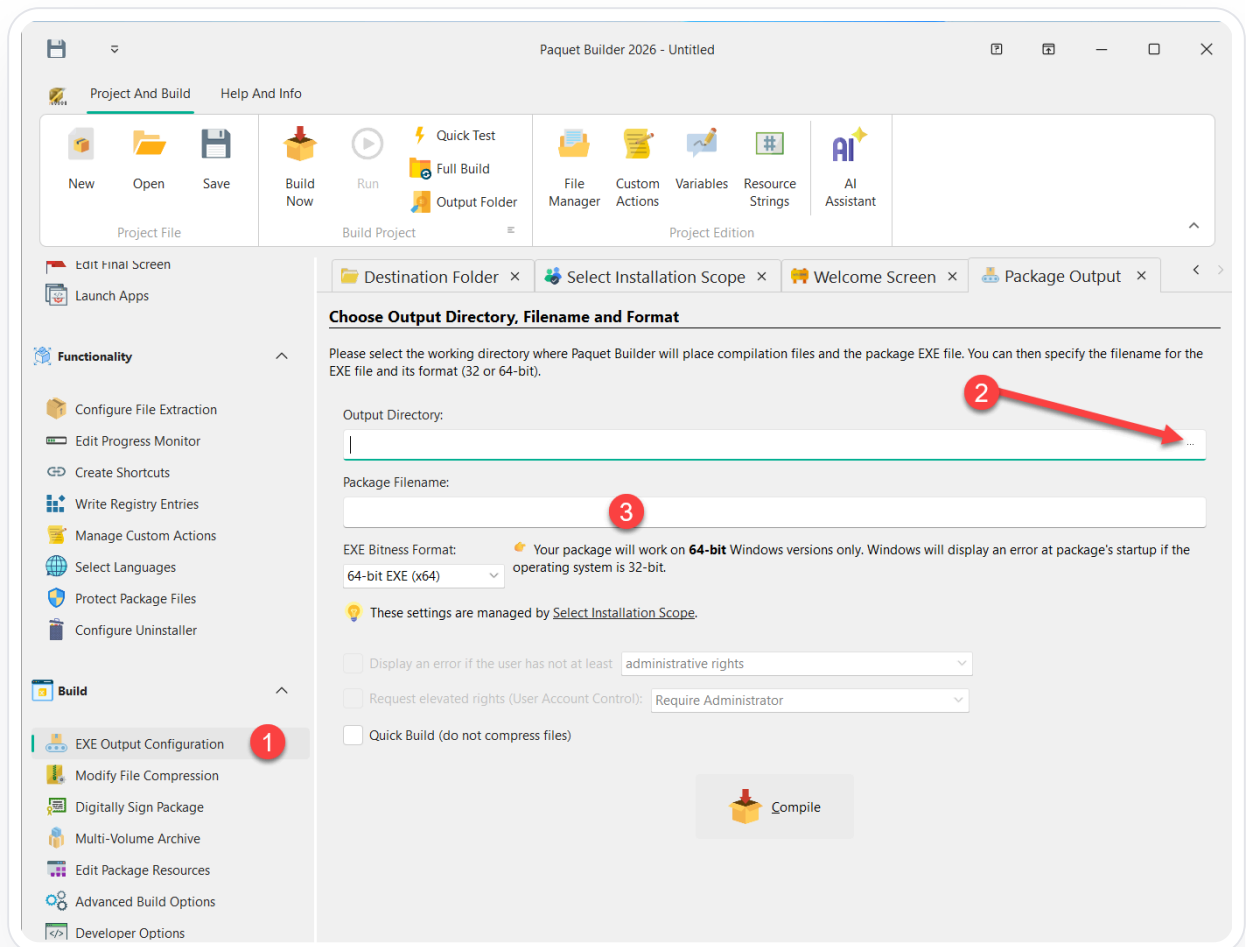 Paquet Builder 2026 - Untitled
Project And Build
Help And Info
New
Open
Save
Build
Now
Run
Quick Test
Full Build
Output Folder
File
Manager
Custom
Actions
Variables
Resource
Strings
AI
AI
Assistant
Project File
Build Project
Project Edition
Edit Final Screen
Launch Apps
Functionality
Configure File Extraction
Edit Progress Monitor
Create Shortcuts
Write Registry Entries
Manage Custom Actions
Select Languages
Protect Package Files
Configure Uninstaller
Build
EXE Output Configuration
1
Modify File Compression
Digitally Sign Package
Multi-Volume Archive
Edit Package Resources
Advanced Build Options
Developer Options
Destination Folder
Select Installation Scope
Welcome Screen
Package Output
Choose Output Directory, Filename and Format
Please select the working directory where Paquet Builder will place compilation files and the package EXE file. You can then specify the filename for the
EXE file and its format (32 or 64-bit).
2
Output Directory:
...
Package Filename:
3
EXE Bitness Format:
64-bit EXE (x64)
Your package will work on 64-bit Windows versions only. Windows will display an error at package's startup if the
operating system is 32-bit.
These settings are managed by Select Installation Scope.
Display an error if the user has not at least
administrative rights
Request elevated rights (User Account Control):
Require Administrator
Quick Build (do not compress files)
Compile